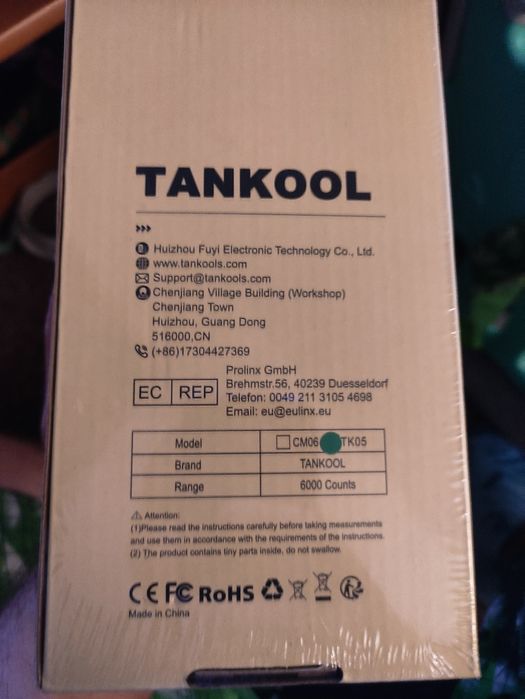 TANKOOL
Huizhou Fuyi Electronic Technology Co., Ltd.
www.tankools.com
Support@tankools.com
Chenjiang Village Building (Workshop)
Chenjiang Town
Huizhou, Guang Dong
516000,CN
(+86)17304427369
EC REP
Prolinx GmbH
Brehmstr.56, 40239 Duesseldorf
Telefon: 0049 211 3105 4698
Email: eu@eulinx.eu
Model CM06 TK05
Brand TANKOOL
Range 6000 Counts
Attention:
(1)Please read the instructions carefully before taking measurements
and use them in accordance with the requirements of the instructions.
(2) The product contains tiny parts inside, do not swallow.
CE FC RoHS
Made in China